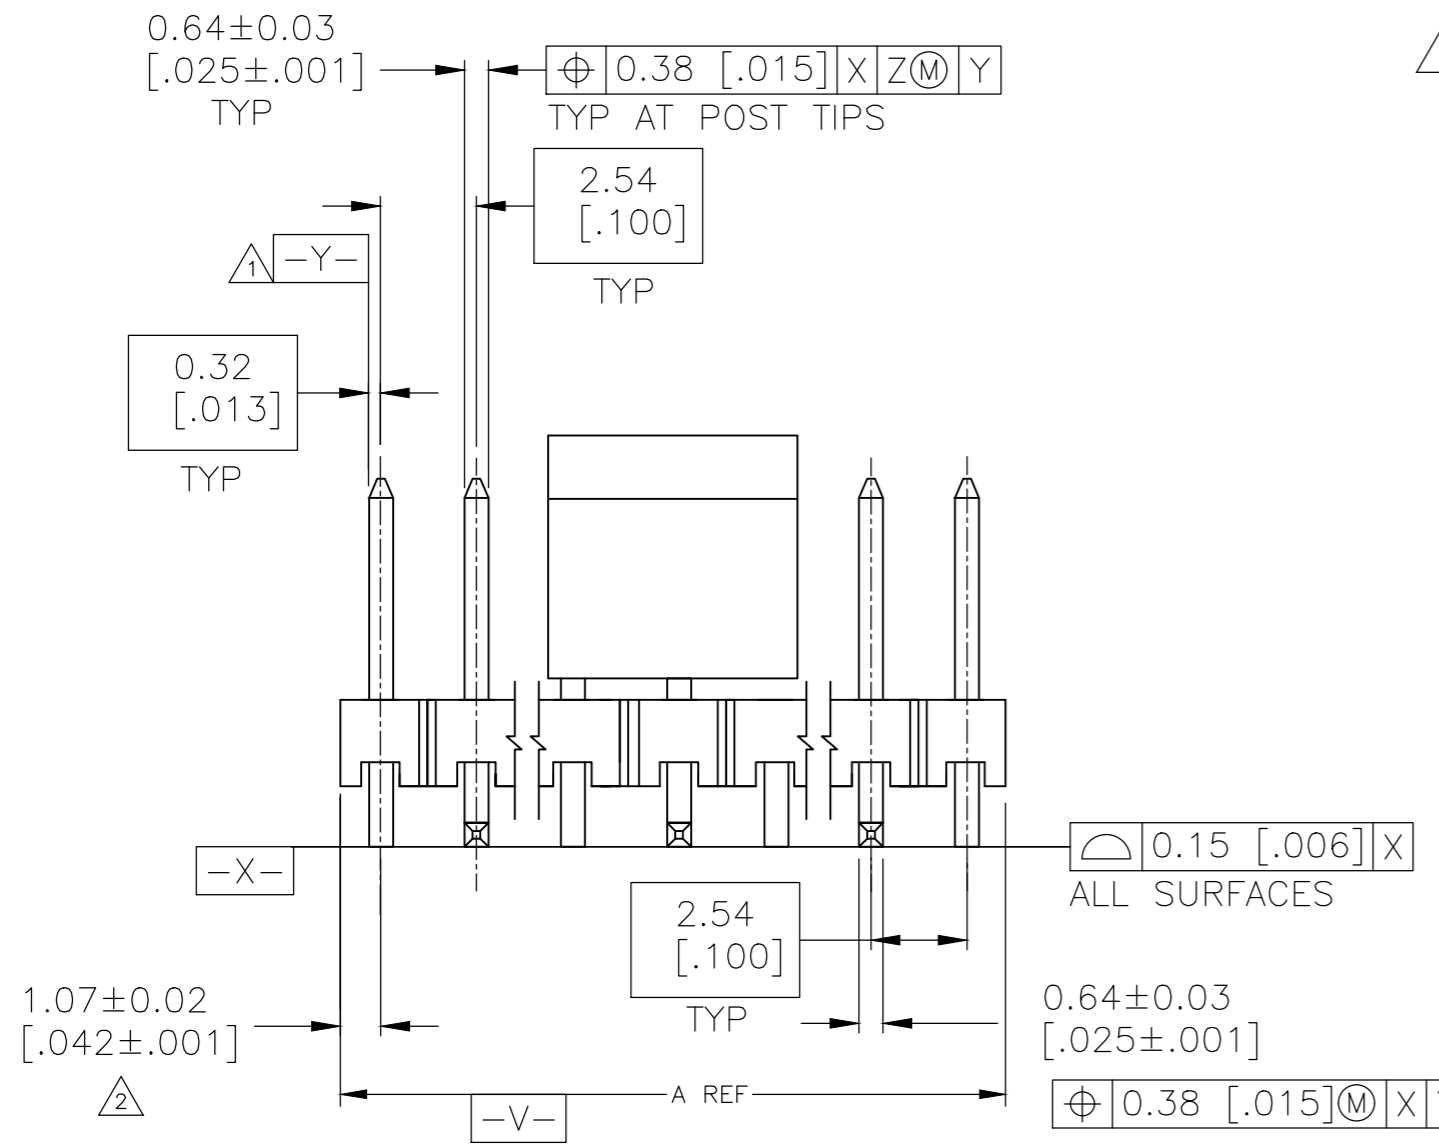 0.64±0.03
[.025±.001]
TYP
⌖ 0.38 [.015] X ZⓂ Y
TYP AT POST TIPS
2.54
[.100]
TYP
1
-Y-
0.32
[.013]
TYP
-X-
⌓ 0.15 [.006] X
ALL SURFACES
2.54
[.100]
TYP
1.07±0.02
[.042±.001]
2
0.64±0.03
[.025±.001]
A REF
-V-
⌖ 0.38 [.015]Ⓜ X